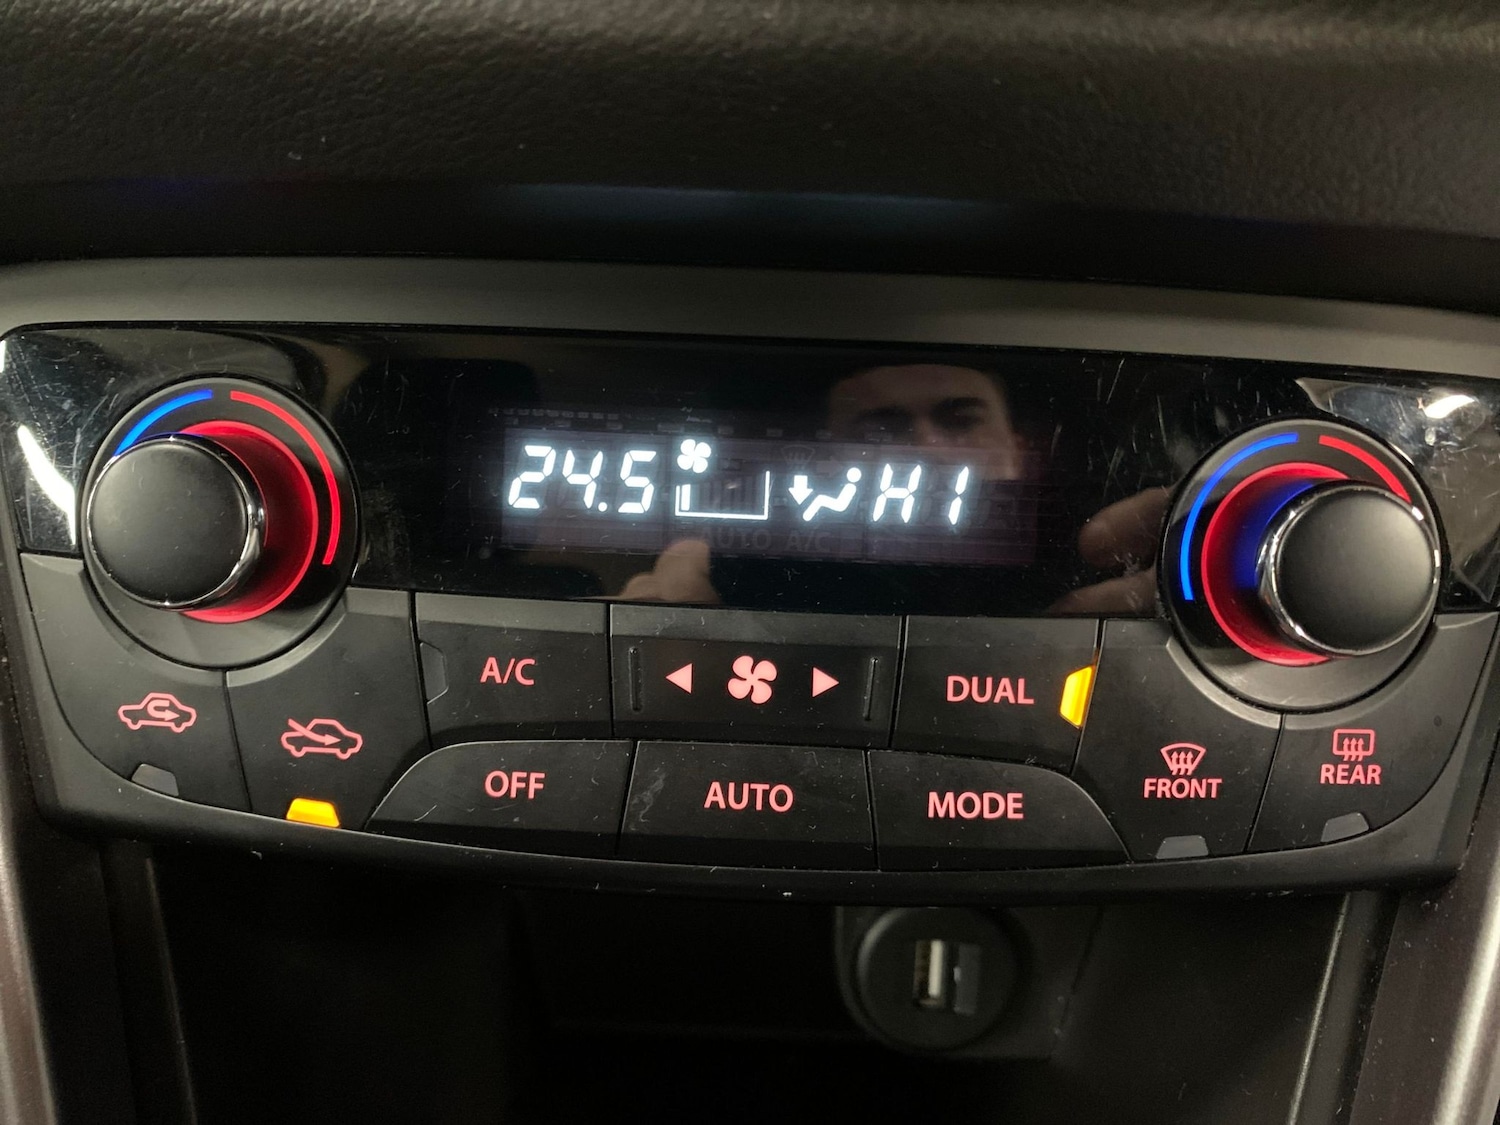 24.5 HI
A/C
DUAL
OFF
AUTO
MODE
FRONT
REAR